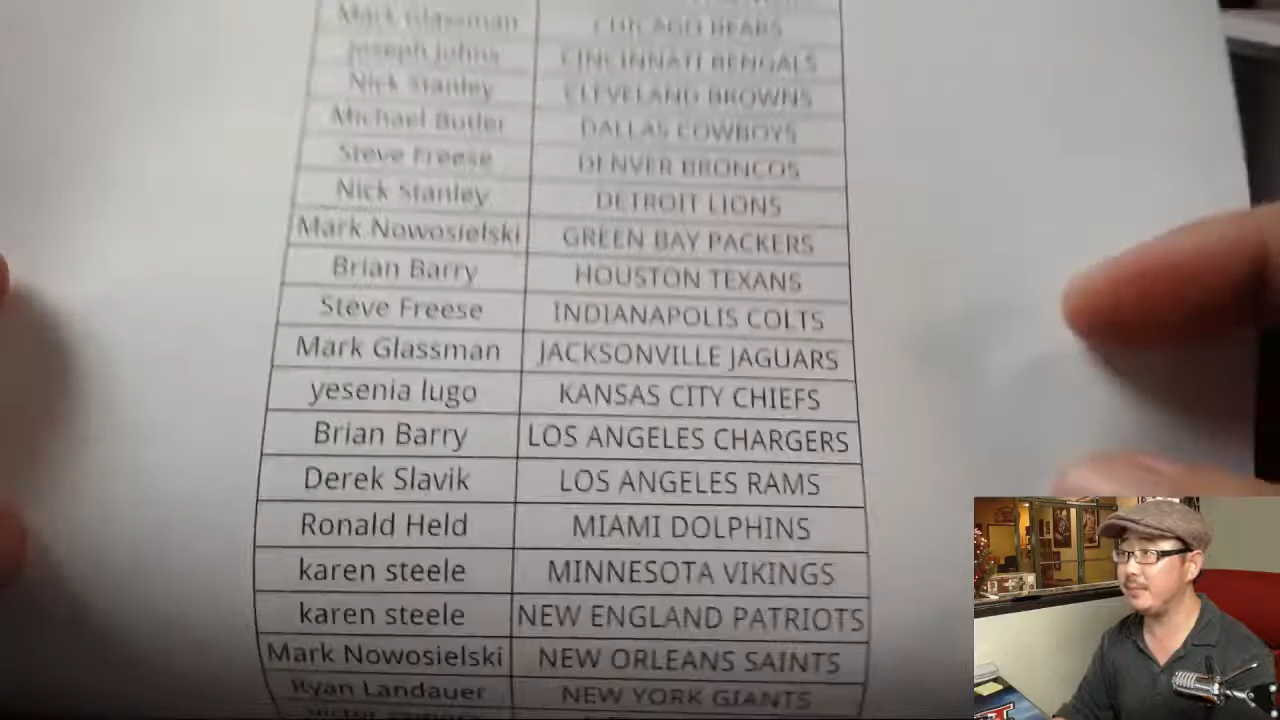 Mark Glassman CHICAGO BEARS
Joseph Johns CINCINNATI BENGALS
Nick Stanley CLEVELAND BROWNS
Michael Butler DALLAS COWBOYS
Steve Freese DENVER BRONCOS
Nick Stanley DETROIT LIONS
Mark Nowosielski GREEN BAY PACKERS
Brian Barry HOUSTON TEXANS
Steve Freese INDIANAPOLIS COLTS
Mark Glassman JACKSONVILLE JAGUARS
yesenia lugo KANSAS CITY CHIEFS
Brian Barry LOS ANGELES CHARGERS
Derek Slavik LOS ANGELES RAMS
Ronald Held MIAMI DOLPHINS
karen steele MINNESOTA VIKINGS
karen steele NEW ENGLAND PATRIOTS
Mark Nowosielski NEW ORLEANS SAINTS
Ryan Landauer NEW YORK GIANTS